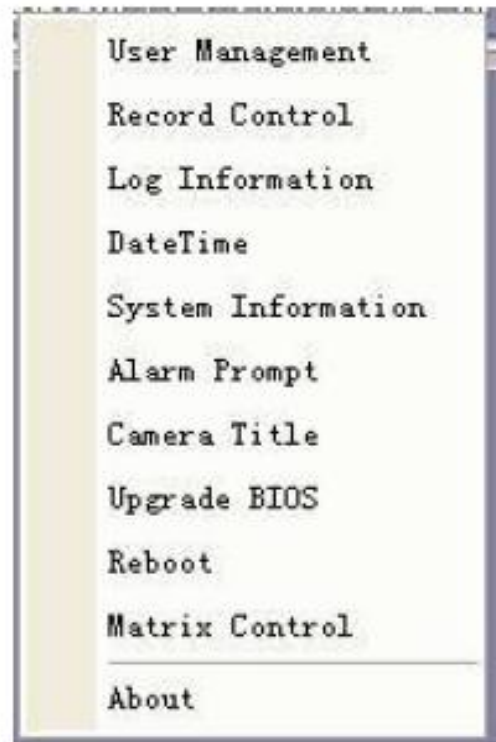 User Management
Record Control
Log Information
DateTime
System Information
Alarm Prompt
Camera Title
Upgrade BIOS
Reboot
Matrix Control
About